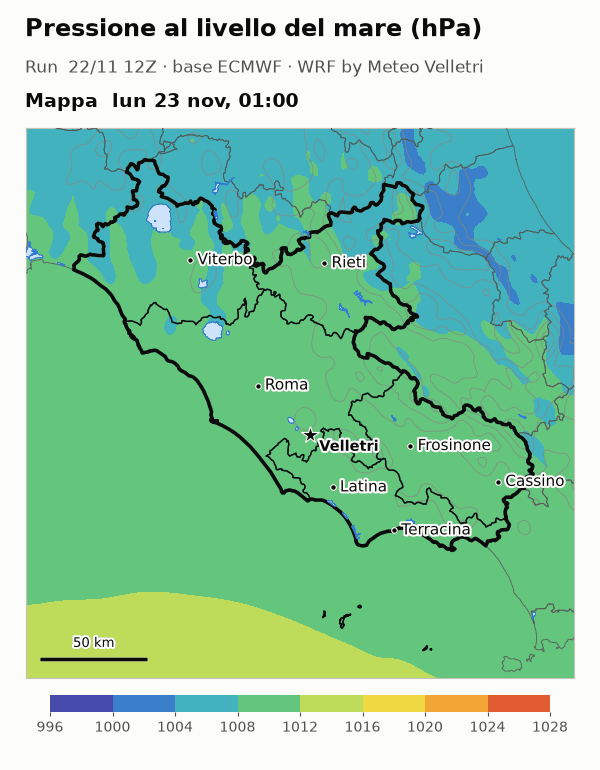 Pressione al livello del mare (hPa)
Run  22/11 12Z · base ECMWF · WRF by Meteo Velletri
Mappa  lun 23 nov, 01:00
Viterbo
Rieti
Roma
Velletri
Frosinone
Latina
Cassino
Terracina
50 km
996 1000 1004 1008 1012 1016 1020 1024 1028